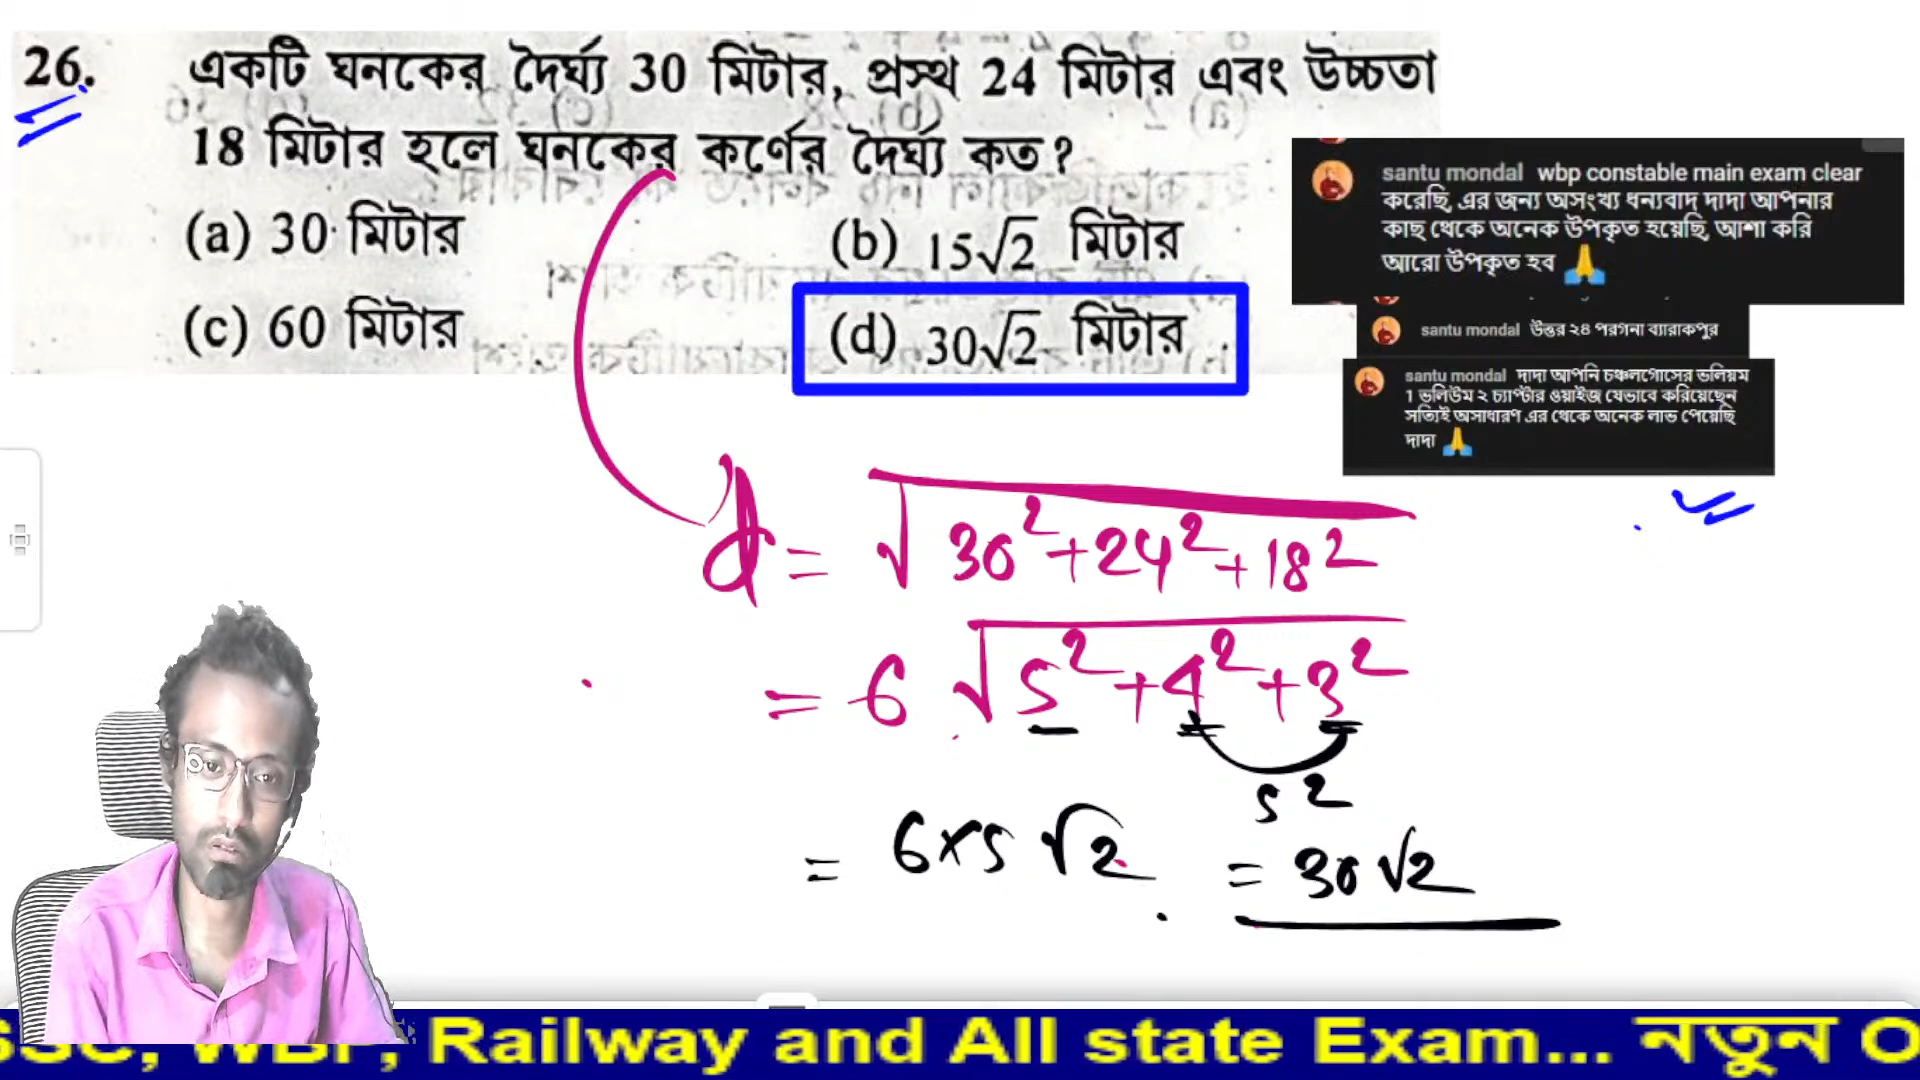 26. একটি ঘনকের দৈর্ঘ্য 30 মিটার, প্রস্থ 24 মিটার এবং উচ্চতা
18 মিটার হলে ঘনকের কর্ণের দৈর্ঘ্য কত?
(a) 30 মিটার
(b) 15√2 মিটার
(c) 60 মিটার
(d) 30√2 মিটার
santu mondal wbp constable main exam clear
করেছি, এর জন্য অসংখ্য ধন্যবাদ দাদা আপনার
কাছ থেকে অনেক উপকৃত হয়েছি, আশা করি
আরো উপকৃত হব 🙏
santu mondal উত্তর ২৪ পরগনা ব্যারাকপুর
santu mondal দাদা আপনি চঞ্চলগোসের ভলিয়ম
1 ভলিউম ২ চ্যাপ্টার ওয়াইজ যেভাবে করিয়েছেন
সত্যিই অসাধারণ এর থেকে অনেক লাভ পেয়েছি
দাদা 🙏
d = √30²+24²+18²
= 6 √5²+4²+3²
5²
= 6×5 √2 = 30√2
SSC, WBP, Railway and All state Exam... নতুন